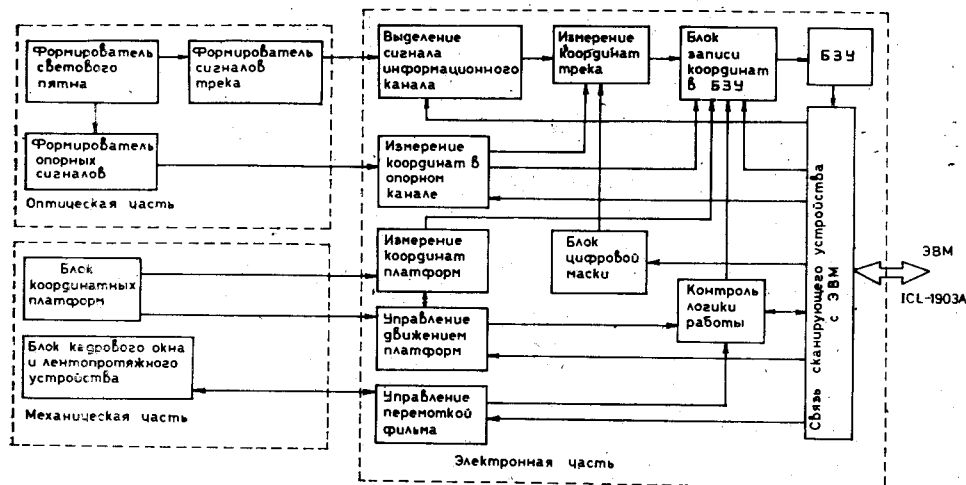 Формирователь
светового
пятна
Формирователь
сигналов
трека
Формирователь
опорных
сигналов
Оптическая часть
Блок
координатных
платформ
Блок кадрового окна
и лентопротяжного
устройства
Механическая часть
Выделение
сигнала
информационного
канала
Измерение
координат
трека
Блок
записи
координат
в БЗУ
БЗУ
Измерение
координат в
опорном
канале
Измерение
координат
платформ
Блок
цифровой
маски
Управление
движением
платформ
Контроль
логики
работы
Управление
перемоткой
фильма
Связь сканирующего устройства
с ЭВМ
Электронная часть
ЭВМ
ICL-1903A